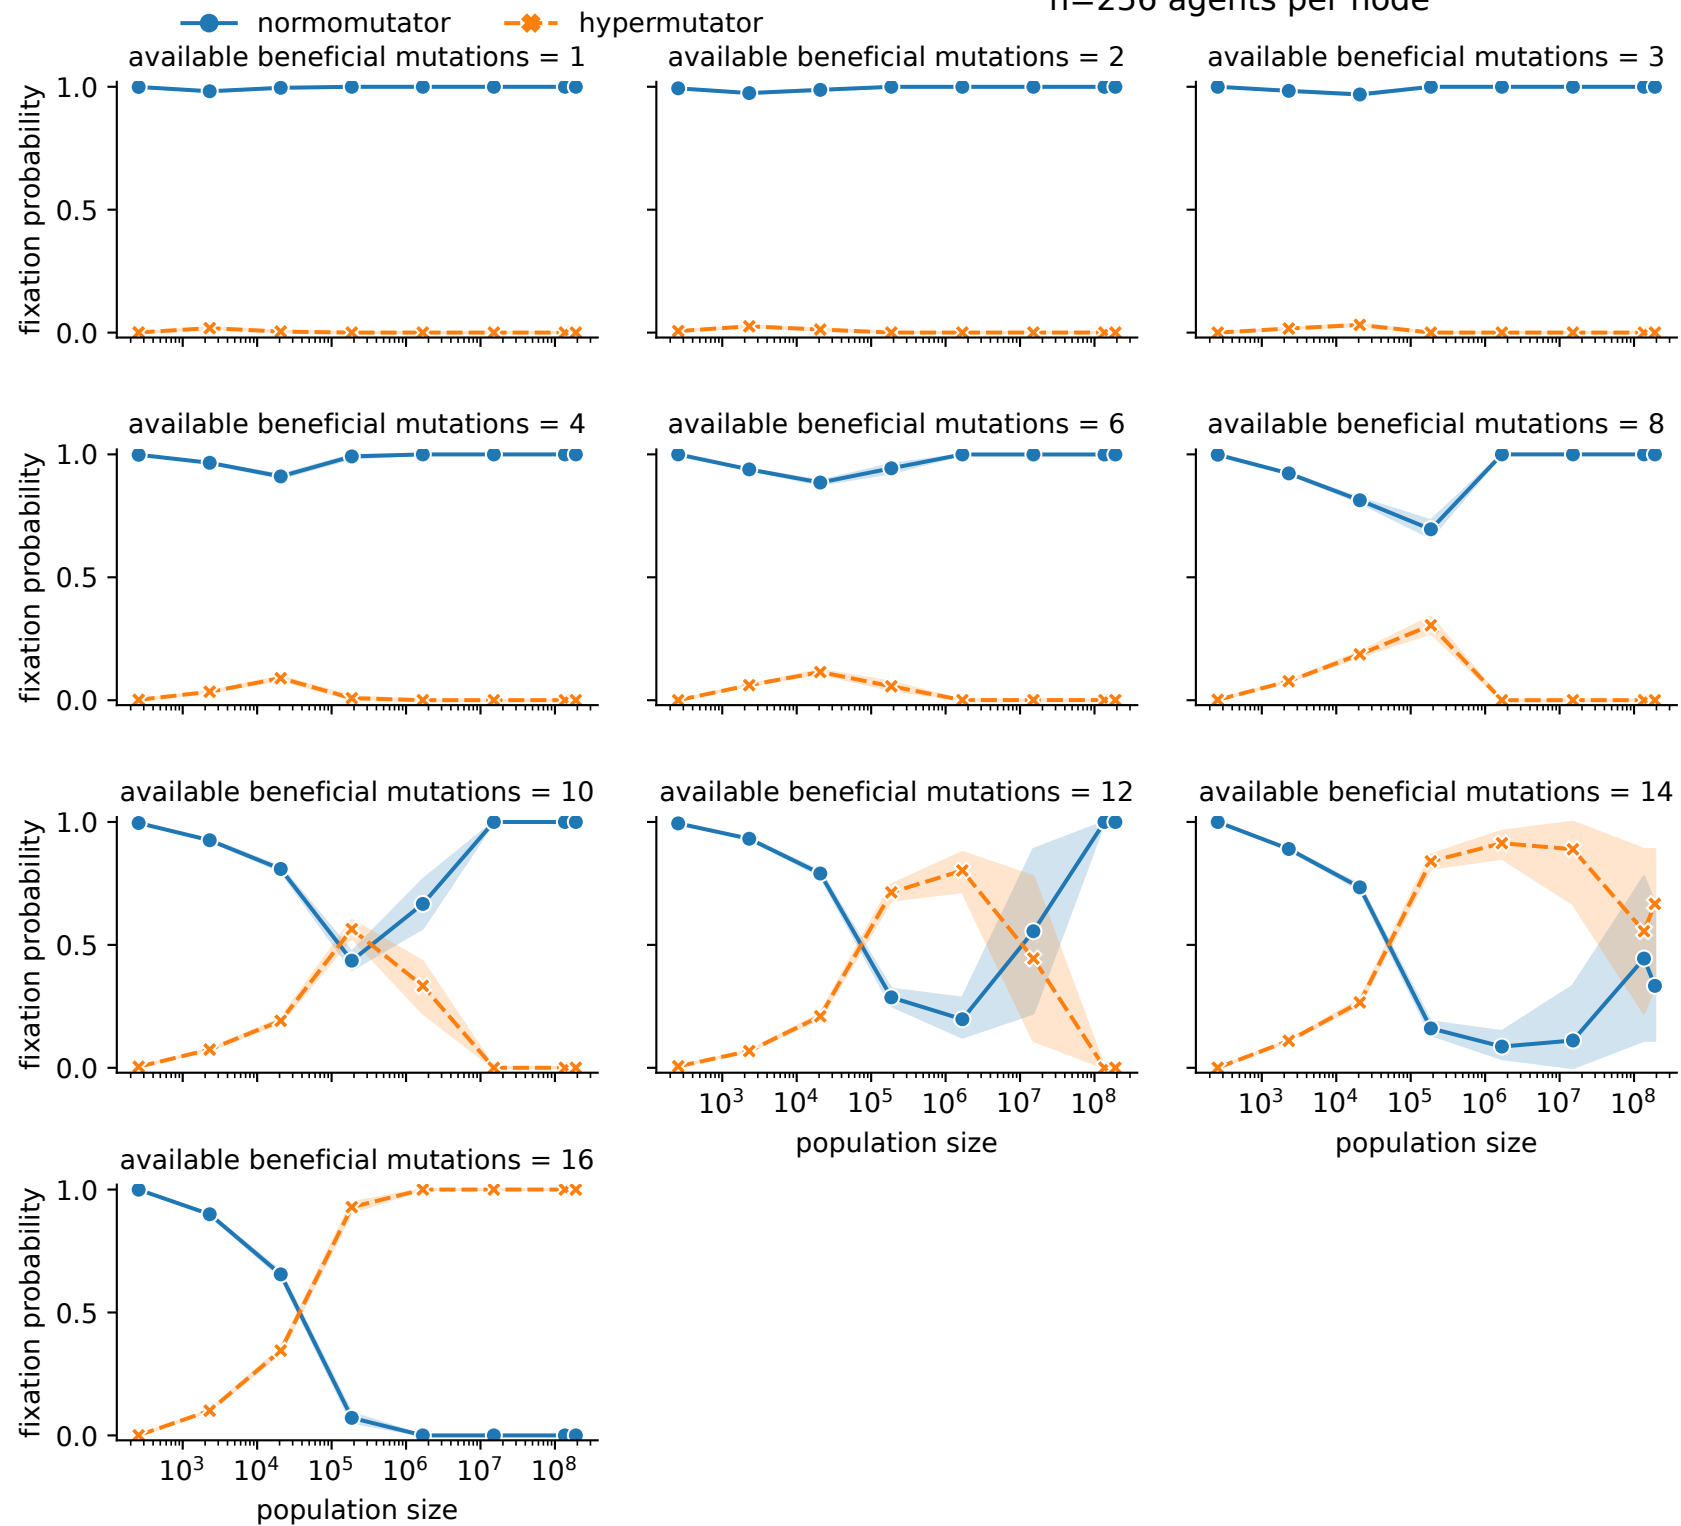 n=256 agents per node
normomutator hypermutator
available beneficial mutations = 1 available beneficial mutations = 2 available beneficial mutations = 3
fixation probability
1.0
0.5
0.0
available beneficial mutations = 4 available beneficial mutations = 6 available beneficial mutations = 8
fixation probability
1.0
0.5
0.0
available beneficial mutations = 10 available beneficial mutations = 12 available beneficial mutations = 14
fixation probability
1.0
0.5
0.0
10³ 10⁴ 10⁵ 10⁶ 10⁷ 10⁸ 10³ 10⁴ 10⁵ 10⁶ 10⁷ 10⁸
population size population size
available beneficial mutations = 16
fixation probability
1.0
0.5
0.0
10³ 10⁴ 10⁵ 10⁶ 10⁷ 10⁸
population size